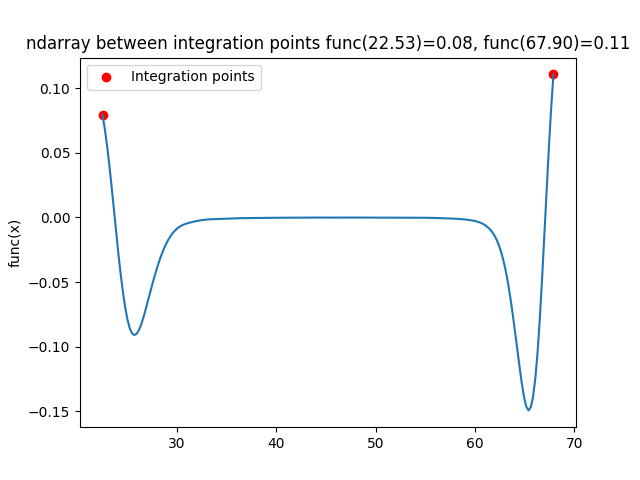 ndarray between integration points func(22.53)=0.08, func(67.90)=0.11
Integration points
func(x)
0.10
0.05
0.00
−0.05
−0.10
−0.15
30 40 50 60 70